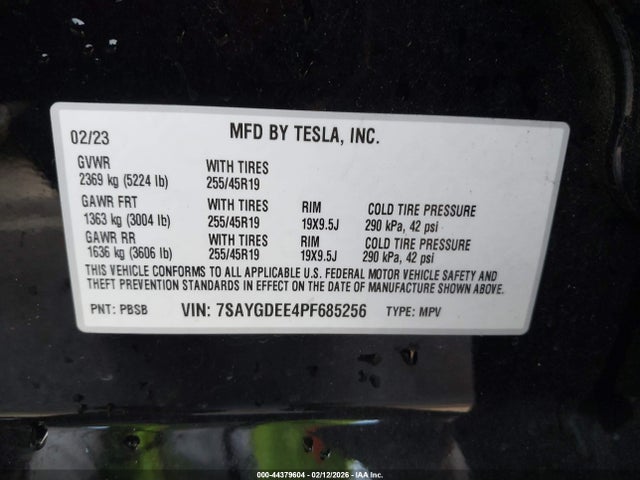 02/23 MFD BY TESLA, INC.
GVWR WITH TIRES
2369 kg (5224 lb) 255/45R19
GAWR FRT WITH TIRES RIM COLD TIRE PRESSURE
1363 kg (3004 lb) 255/45R19 19X9.5J 290 kPa, 42 psi
GAWR RR WITH TIRES RIM COLD TIRE PRESSURE
1636 kg (3606 lb) 255/45R19 19X9.5J 290 kPa, 42 psi
THIS VEHICLE CONFORMS TO ALL APPLICABLE U.S. FEDERAL MOTOR VEHICLE SAFETY AND
THEFT PREVENTION STANDARDS IN EFFECT ON THE DATE OF MANUFACTURE SHOWN ABOVE.
PNT: PBSB VIN: 7SAYGDEE4PF685256 TYPE: MPV
000-44379604 - 02/12/2026 - IAA Inc.